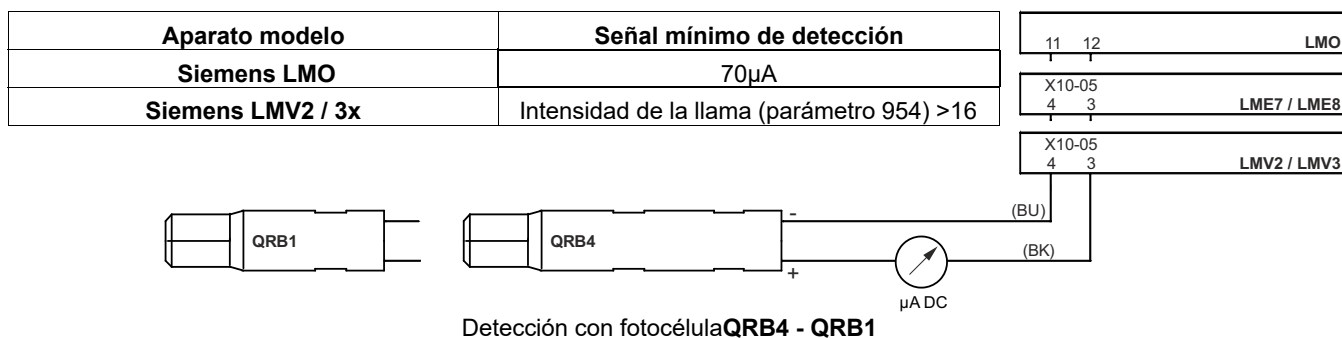 Aparato modelo Señal mínimo de detección
Siemens LMO 70µA
Siemens LMV2 / 3x Intensidad de la llama (parámetro 954) >16
11 12 LMO
X10-05
4 3 LME7 / LME8
X10-05
4 3 LMV2 / LMV3
(BU)
-
QRB1 QRB4
(BK)
+
µA DC
Detección con fotocélulaQRB4 - QRB1